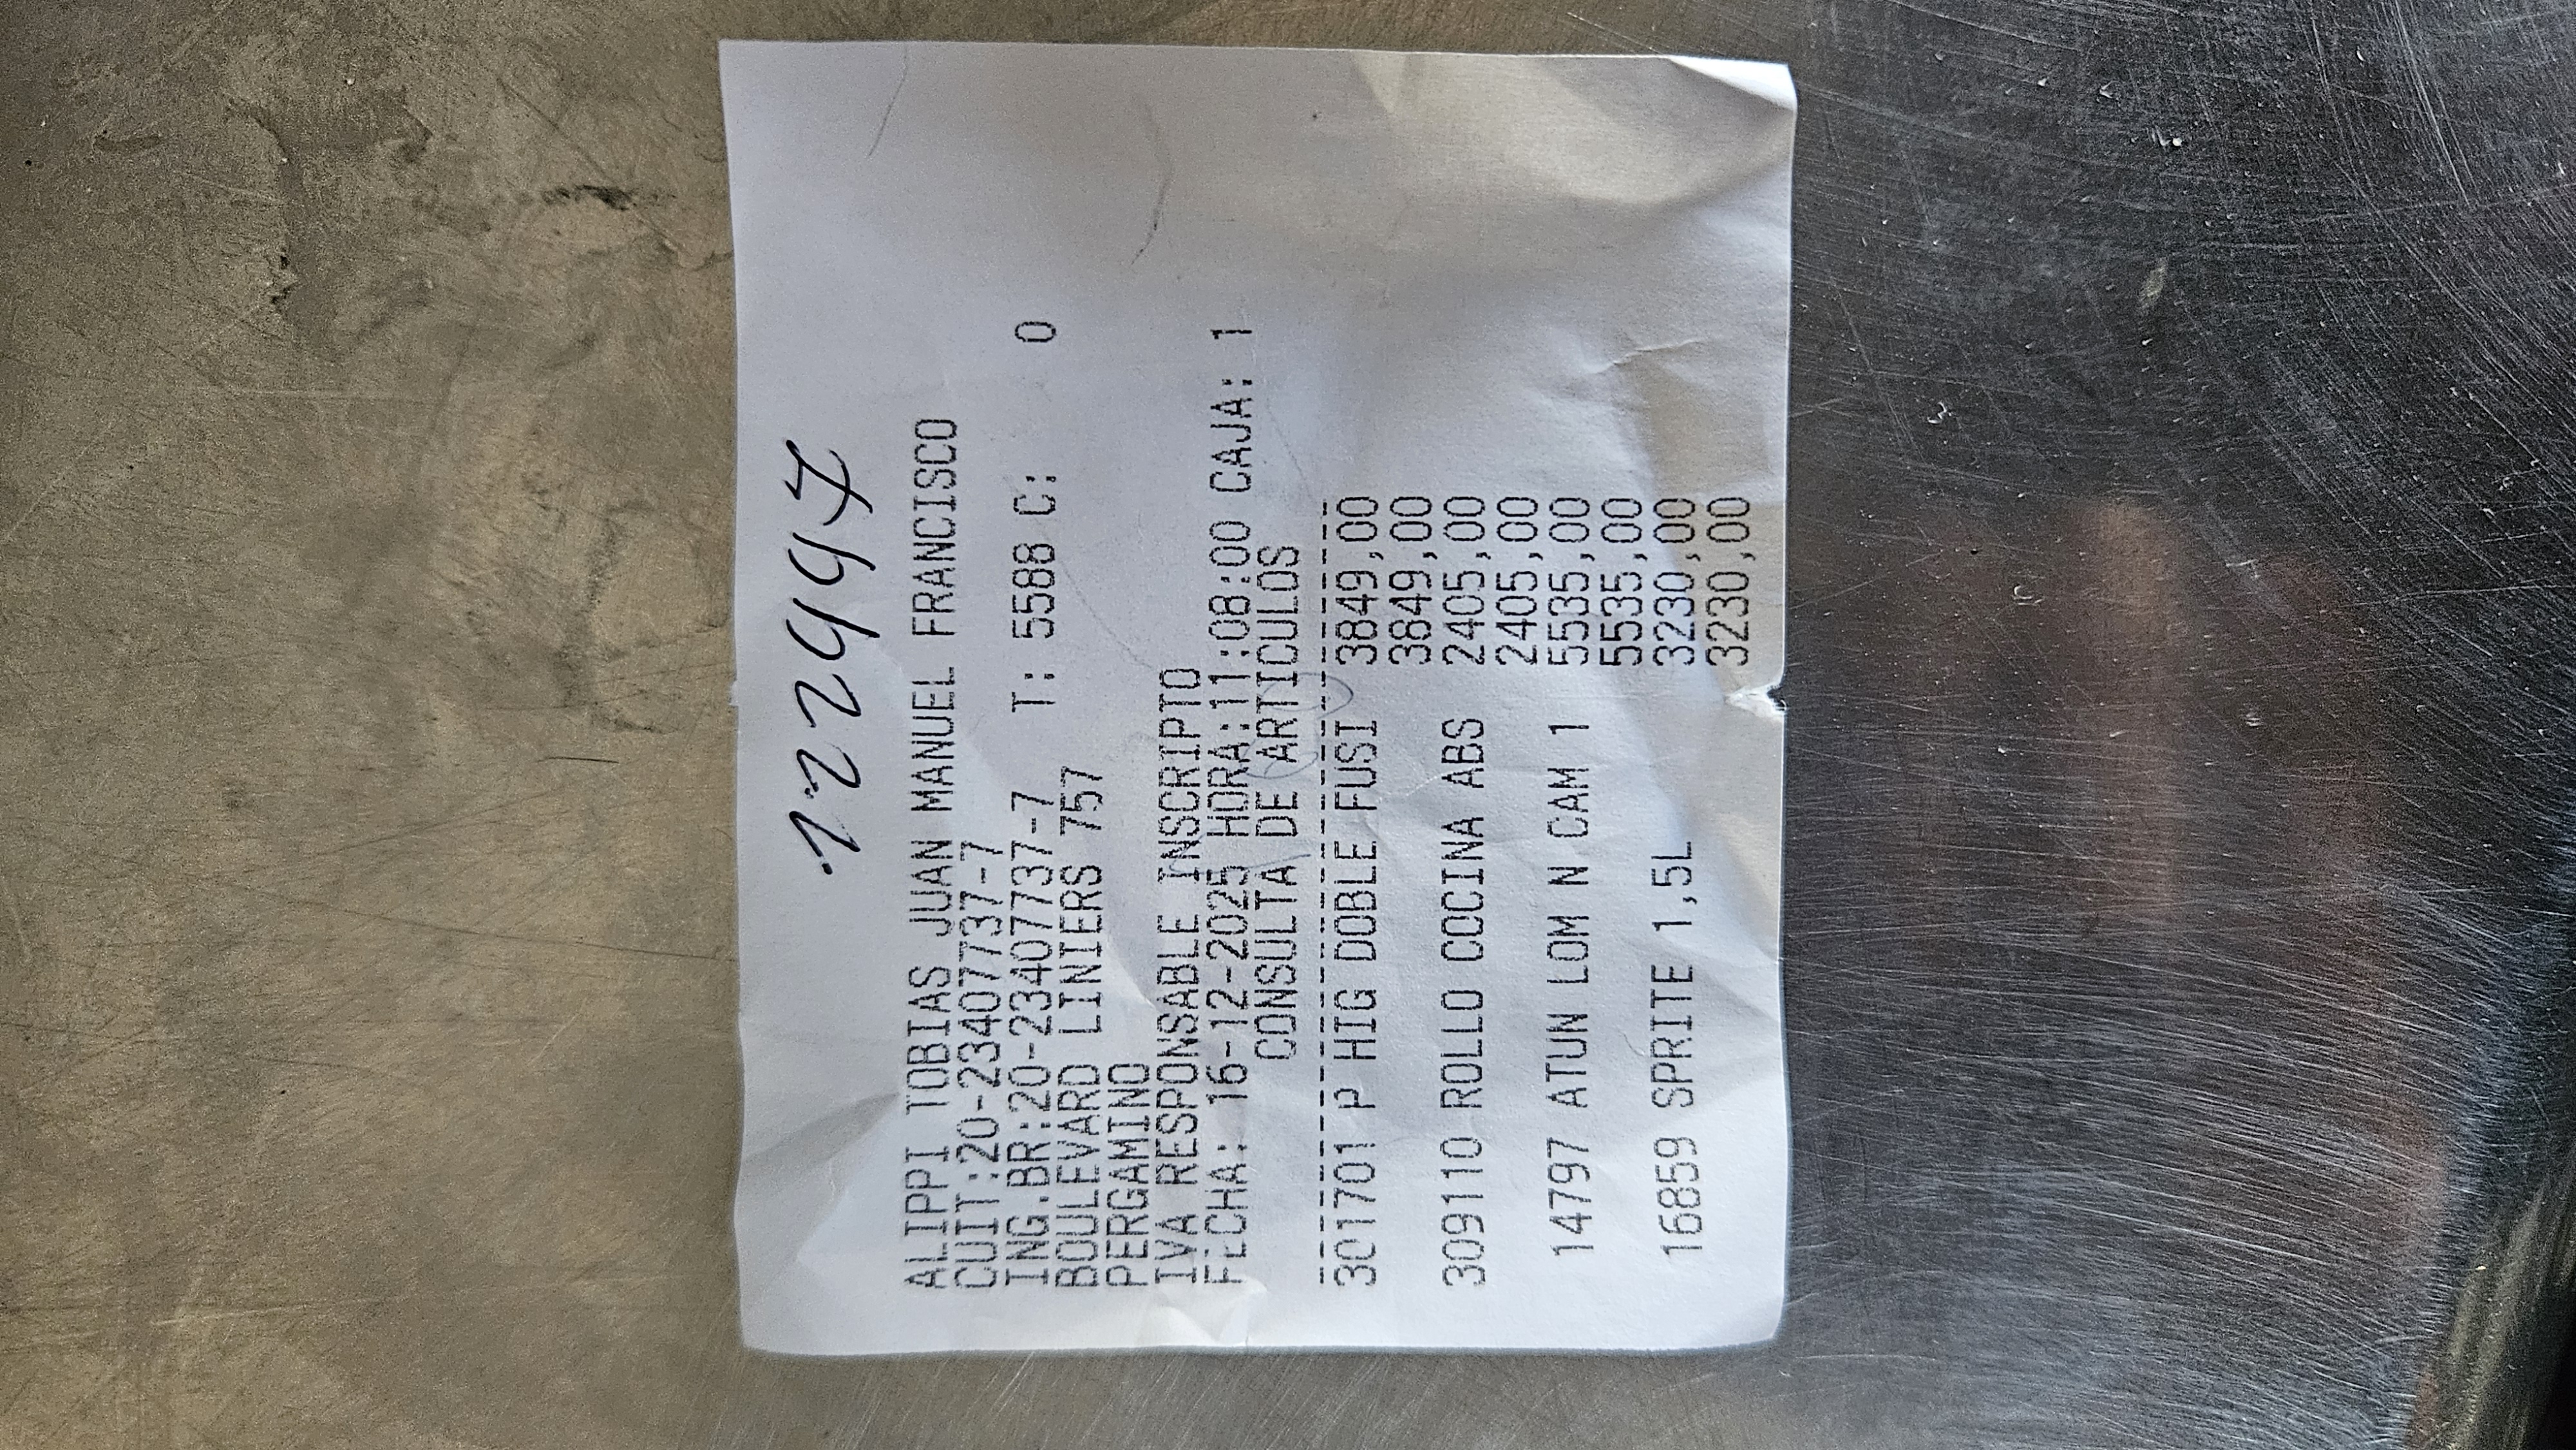 122997
ALIPPI TOBIAS JUAN MANUEL FRANCISCO
CUIT:20-23407737-7
ING.BR:20-23407737-7 T: 5588 C: 0
BOULEVARD LINIERS 757
PERGAMINO
IVA RESPONSABLE INSCRIPTO
FECHA: 16-12-2025 HORA:11:08:00 CAJA: 1
CONSULTA DE ARTICULOS
301701 P HIG DOBLE FUSI 3849,00
3849,00
309110 ROLLO COCINA ABS 2405,00
2405,00
14797 ATUN LOM N CAM 1 5535,00
5535,00
16859 SPRITE 1,5L 3230,00
3230,00